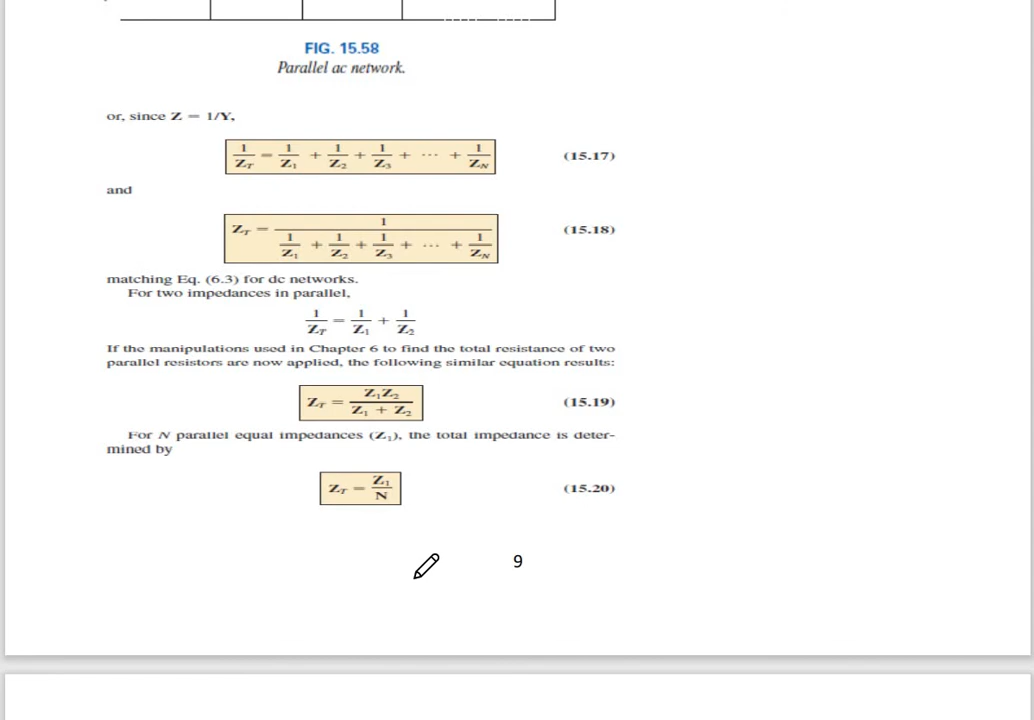 FIG. 15.58
Parallel ac network.
or, since Z = 1/Y,
1/Z_T = 1/Z_1 + 1/Z_2 + 1/Z_3 + ··· + 1/Z_N (15.17)
and
Z_T = 1/(1/Z_1 + 1/Z_2 + 1/Z_3 + ··· + 1/Z_N) (15.18)
matching Eq. (6.3) for dc networks.
For two impedances in parallel,
1/Z_T = 1/Z_1 + 1/Z_2
If the manipulations used in Chapter 6 to find the total resistance of two
parallel resistors are now applied, the following similar equation results:
Z_T = Z_1Z_2/(Z_1 + Z_2) (15.19)
For N parallel equal impedances (Z_1), the total impedance is deter-
mined by
Z_T = Z_1/N (15.20)
9